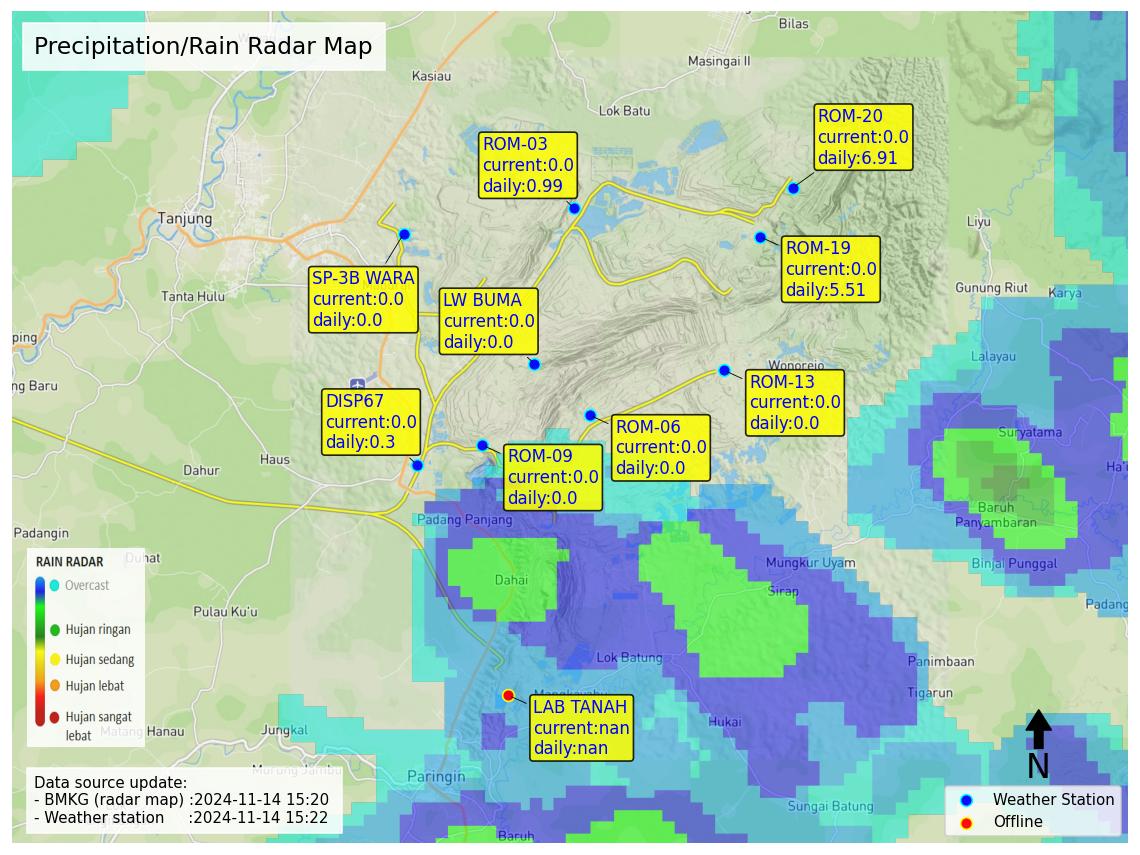 Precipitation/Rain Radar Map
Bilas
Masingai II
Kasiau
Lok Batu
ROM-20
current:0.0
daily:6.91
ROM-03
current:0.0
daily:0.99
Tanjung
Liyu
SP-3B WARA
current:0.0
daily:0.0
ROM-19
current:0.0
daily:5.51
Tanta Hulu
LW BUMA
current:0.0
daily:0.0
Gunung Riut
Karya
ping
Lalayau
Wonorejo
ng Baru
ROM-13
current:0.0
daily:0.0
DISP67
current:0.0
daily:0.3
ROM-06
current:0.0
daily:0.0
Suryatama
Haus
Dahur
ROM-09
current:0.0
daily:0.0
Ha'u
Baruh
Panyambaran
Padang Panjang
Padangin
Duhat
Mungkur Uyam
Binjai Punggal
RAIN RADAR
Overcast
Hujan ringan
Hujan sedang
Hujan lebat
Hujan sangat
lebat
Dahai
Sirap
Padang
Pulau Ku'u
Lok Batung
Panimbaan
Tigarun
LAB TANAH
current:nan
daily:nan
Hukai
Matang Hanau
Jungkal
Murung Jambu
Paringin
N
Sungai Batung
Data source update:
- BMKG (radar map) :2024-11-14 15:20
- Weather station :2024-11-14 15:22
Weather Station
Offline
Baruh